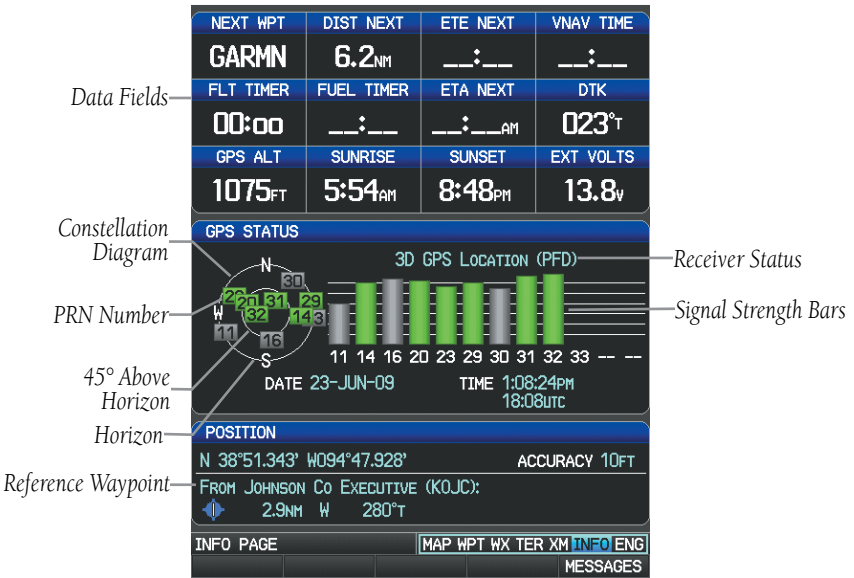 NEXT WPT DIST NEXT ETE NEXT VNAV TIME
GARMN 6.2NM __:__ __:__
Data Fields
FLT TIMER FUEL TIMER ETA NEXT DTK
00:00 __:__ __:__AM 023°T
GPS ALT SUNRISE SUNSET EXT VOLTS
1075FT 5:54AM 8:48PM 13.8V
Constellation
Diagram
GPS STATUS
3D GPS LOCATION (PFD)
Receiver Status
N
30
20 31 29
PRN Number
W 32 14
Signal Strength Bars
11 16
S
11 14 16 20 23 29 30 31 32 33 -- --
45° Above
Horizon
DATE 23-JUN-09 TIME 1:08:24PM
18:08UTC
Horizon
POSITION
N 38°51.343' W094°47.928' ACCURACY 10FT
Reference Waypoint
FROM JOHNSON CO EXECUTIVE (KOJC):
2.9NM W 280°T
INFO PAGE MAP WPT WX TER XM INFO ENG
MESSAGES